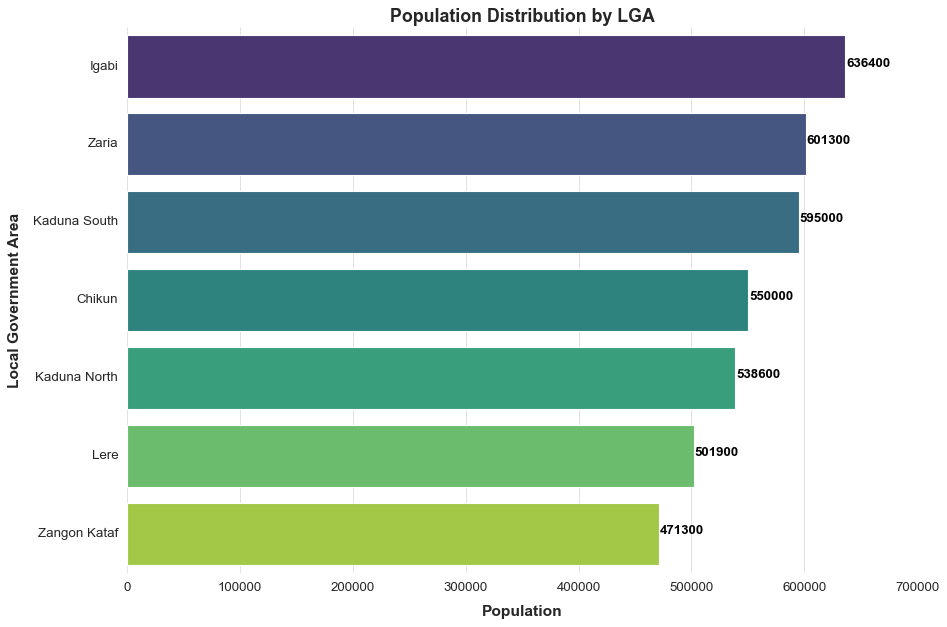 Population Distribution by LGA
Local Government Area
Igabi
636400
Zaria
601300
Kaduna South
595000
Chikun
550000
Kaduna North
538600
Lere
501900
Zangon Kataf
471300
0 100000 200000 300000 400000 500000 600000 700000
Population